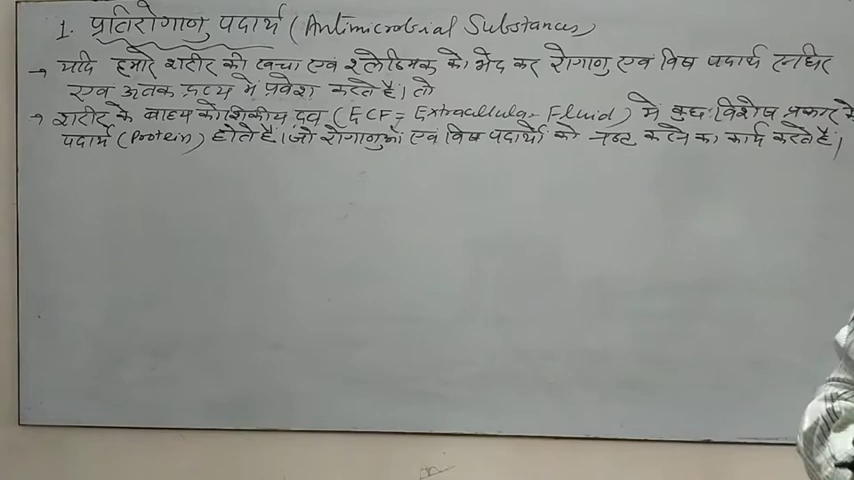 1. प्रतिरोगाणु पदार्थ (Antimicrobial Substances)
→ यदि हमारे शरीर की त्वचा एवं श्लेष्मिक को भेद कर रोगाणु एवं विष पदार्थ रूधिर
एवं ऊतक द्रव्य में प्रवेश करते है। तो
→ शरीर के बाह्य कोशिकीय द्रव (ECF = Extracellular Fluid) में कुछ विशेष प्रकार के
पदार्थ (Protein) होते हैं। जो रोगाणुओं एवं विष पदार्थो को नष्ट करने का कार्य करते है।